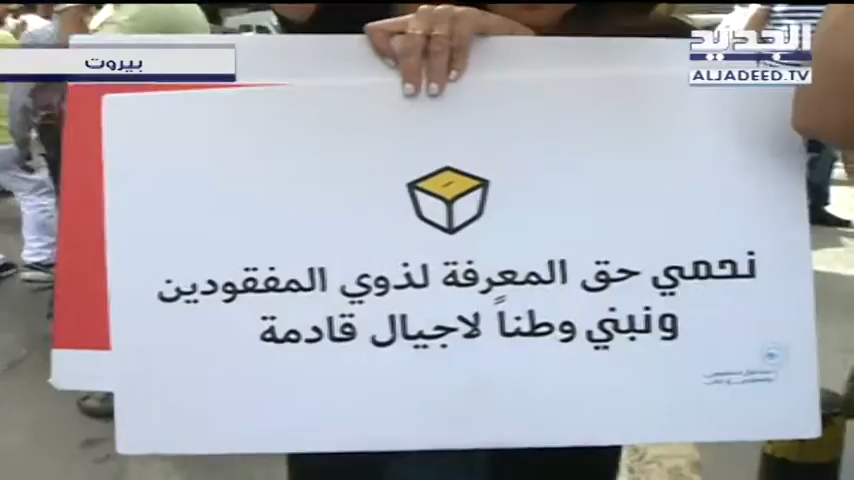 بيروت
الجديد
ALJADEED.TV
نحمي حق المعرفة لذوي المفقودين
ونبني وطناً لاجيال قادمة